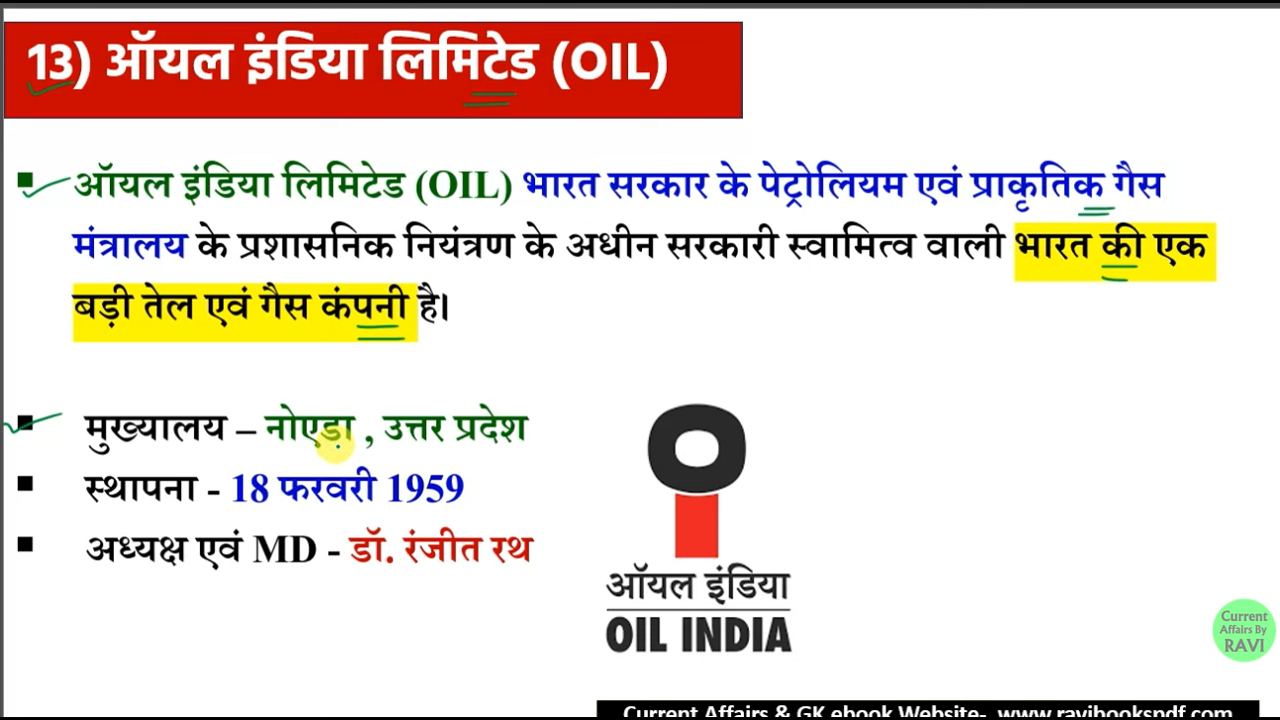 13) ऑयल इंडिया लिमिटेड (OIL)
▪ ऑयल इंडिया लिमिटेड (OIL) भारत सरकार के पेट्रोलियम एवं प्राकृतिक गैस
मंत्रालय के प्रशासनिक नियंत्रण के अधीन सरकारी स्वामित्व वाली भारत की एक
बड़ी तेल एवं गैस कंपनी है।
▪ मुख्यालय – नोएडा , उत्तर प्रदेश
▪ स्थापना - 18 फरवरी 1959
▪ अध्यक्ष एवं MD - डॉ. रंजीत रथ
ऑयल इंडिया
OIL INDIA
Current
Affairs By
RAVI
Current Affairs & GK ebook Website- www.ravibookspdf.com